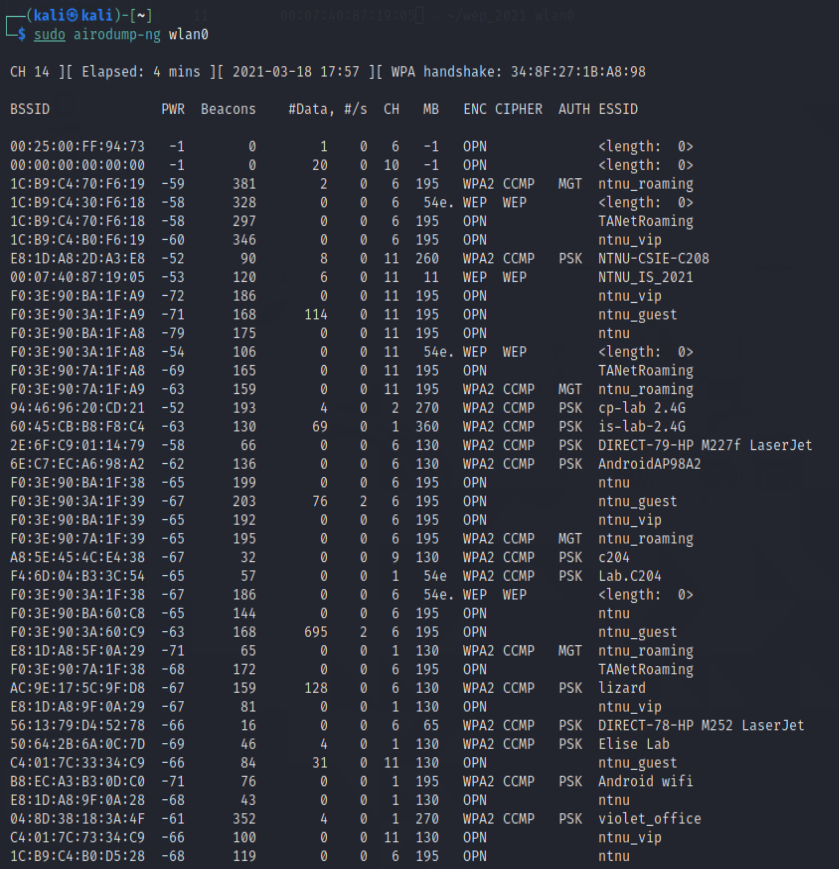 ┌──(kali㉿kali)-[~]
└─$ sudo airodump-ng wlan0
CH 14 ][ Elapsed: 4 mins ][ 2021-03-18 17:57 ][ WPA handshake: 34:8F:27:1B:A8:98
BSSID PWR Beacons #Data, #/s CH MB ENC CIPHER AUTH ESSID
00:25:00:FF:94:73 -1 0 1 0 6 -1 OPN <length: 0>
00:00:00:00:00:00 -1 0 20 0 10 -1 OPN <length: 0>
1C:B9:C4:70:F6:19 -59 381 2 0 6 195 WPA2 CCMP MGT ntnu_roaming
1C:B9:C4:30:F6:18 -58 328 0 0 6 54e. WEP WEP <length: 0>
1C:B9:C4:70:F6:18 -58 297 0 0 6 195 OPN TANetRoaming
1C:B9:C4:B0:F6:19 -60 346 0 0 6 195 OPN ntnu_vip
E8:1D:A8:2D:A3:E8 -52 90 8 0 11 260 WPA2 CCMP PSK NTNU-CSIE-C208
00:07:40:87:19:05 -53 120 6 0 11 11 WEP WEP NTNU_IS_2021
F0:3E:90:BA:1F:A9 -72 186 0 0 11 195 OPN ntnu_vip
F0:3E:90:3A:1F:A9 -71 168 114 0 11 195 OPN ntnu_guest
F0:3E:90:BA:1F:A8 -79 175 0 0 11 195 OPN ntnu
F0:3E:90:3A:1F:A8 -54 106 0 0 11 54e. WEP WEP <length: 0>
F0:3E:90:7A:1F:A8 -69 165 0 0 11 195 OPN TANetRoaming
F0:3E:90:7A:1F:A9 -63 159 0 0 11 195 WPA2 CCMP MGT ntnu_roaming
94:46:96:20:CD:21 -52 193 4 0 2 270 WPA2 CCMP PSK cp-lab 2.4G
60:45:CB:B8:F8:C4 -63 130 69 0 1 360 WPA2 CCMP PSK is-lab-2.4G
2E:6F:C9:01:14:79 -58 66 0 0 6 130 WPA2 CCMP PSK DIRECT-79-HP M227f LaserJet
6E:C7:EC:A6:98:A2 -62 136 0 0 6 130 WPA2 CCMP PSK AndroidAP98A2
F0:3E:90:BA:1F:38 -65 199 0 0 6 195 OPN ntnu
F0:3E:90:3A:1F:39 -67 203 76 2 6 195 OPN ntnu_guest
F0:3E:90:BA:1F:39 -65 192 0 0 6 195 OPN ntnu_vip
F0:3E:90:7A:1F:39 -65 195 0 0 6 195 WPA2 CCMP MGT ntnu_roaming
A8:5E:45:4C:E4:38 -67 32 0 0 9 130 WPA2 CCMP PSK c204
F4:6D:04:B3:3C:54 -65 57 0 0 1 54e WPA2 CCMP PSK Lab.C204
F0:3E:90:3A:1F:38 -67 186 0 0 6 54e. WEP WEP <length: 0>
F0:3E:90:BA:60:C8 -65 144 0 0 6 195 OPN ntnu
F0:3E:90:3A:60:C9 -63 168 695 2 6 195 OPN ntnu_guest
E8:1D:A8:5F:0A:29 -71 65 0 0 1 130 WPA2 CCMP MGT ntnu_roaming
F0:3E:90:7A:1F:38 -68 172 0 0 6 195 OPN TANetRoaming
AC:9E:17:5C:9F:D8 -67 159 128 0 6 130 WPA2 CCMP PSK lizard
E8:1D:A8:9F:0A:29 -67 81 0 0 1 130 OPN ntnu_vip
56:13:79:D4:52:78 -66 16 0 0 6 65 WPA2 CCMP PSK DIRECT-78-HP M252 LaserJet
50:64:2B:6A:0C:7D -69 46 4 0 1 130 WPA2 CCMP PSK Elise Lab
C4:01:7C:33:34:C9 -66 84 31 0 11 130 OPN ntnu_guest
B8:EC:A3:B3:0D:C0 -71 76 0 0 1 195 WPA2 CCMP PSK Android wifi
E8:1D:A8:9F:0A:28 -68 43 0 0 1 130 OPN ntnu
04:8D:38:18:3A:4F -61 352 4 0 1 270 WPA2 CCMP PSK violet_office
C4:01:7C:73:34:C9 -66 100 0 0 11 130 OPN ntnu_vip
1C:B9:C4:B0:D5:28 -68 119 0 0 6 195 OPN ntnu